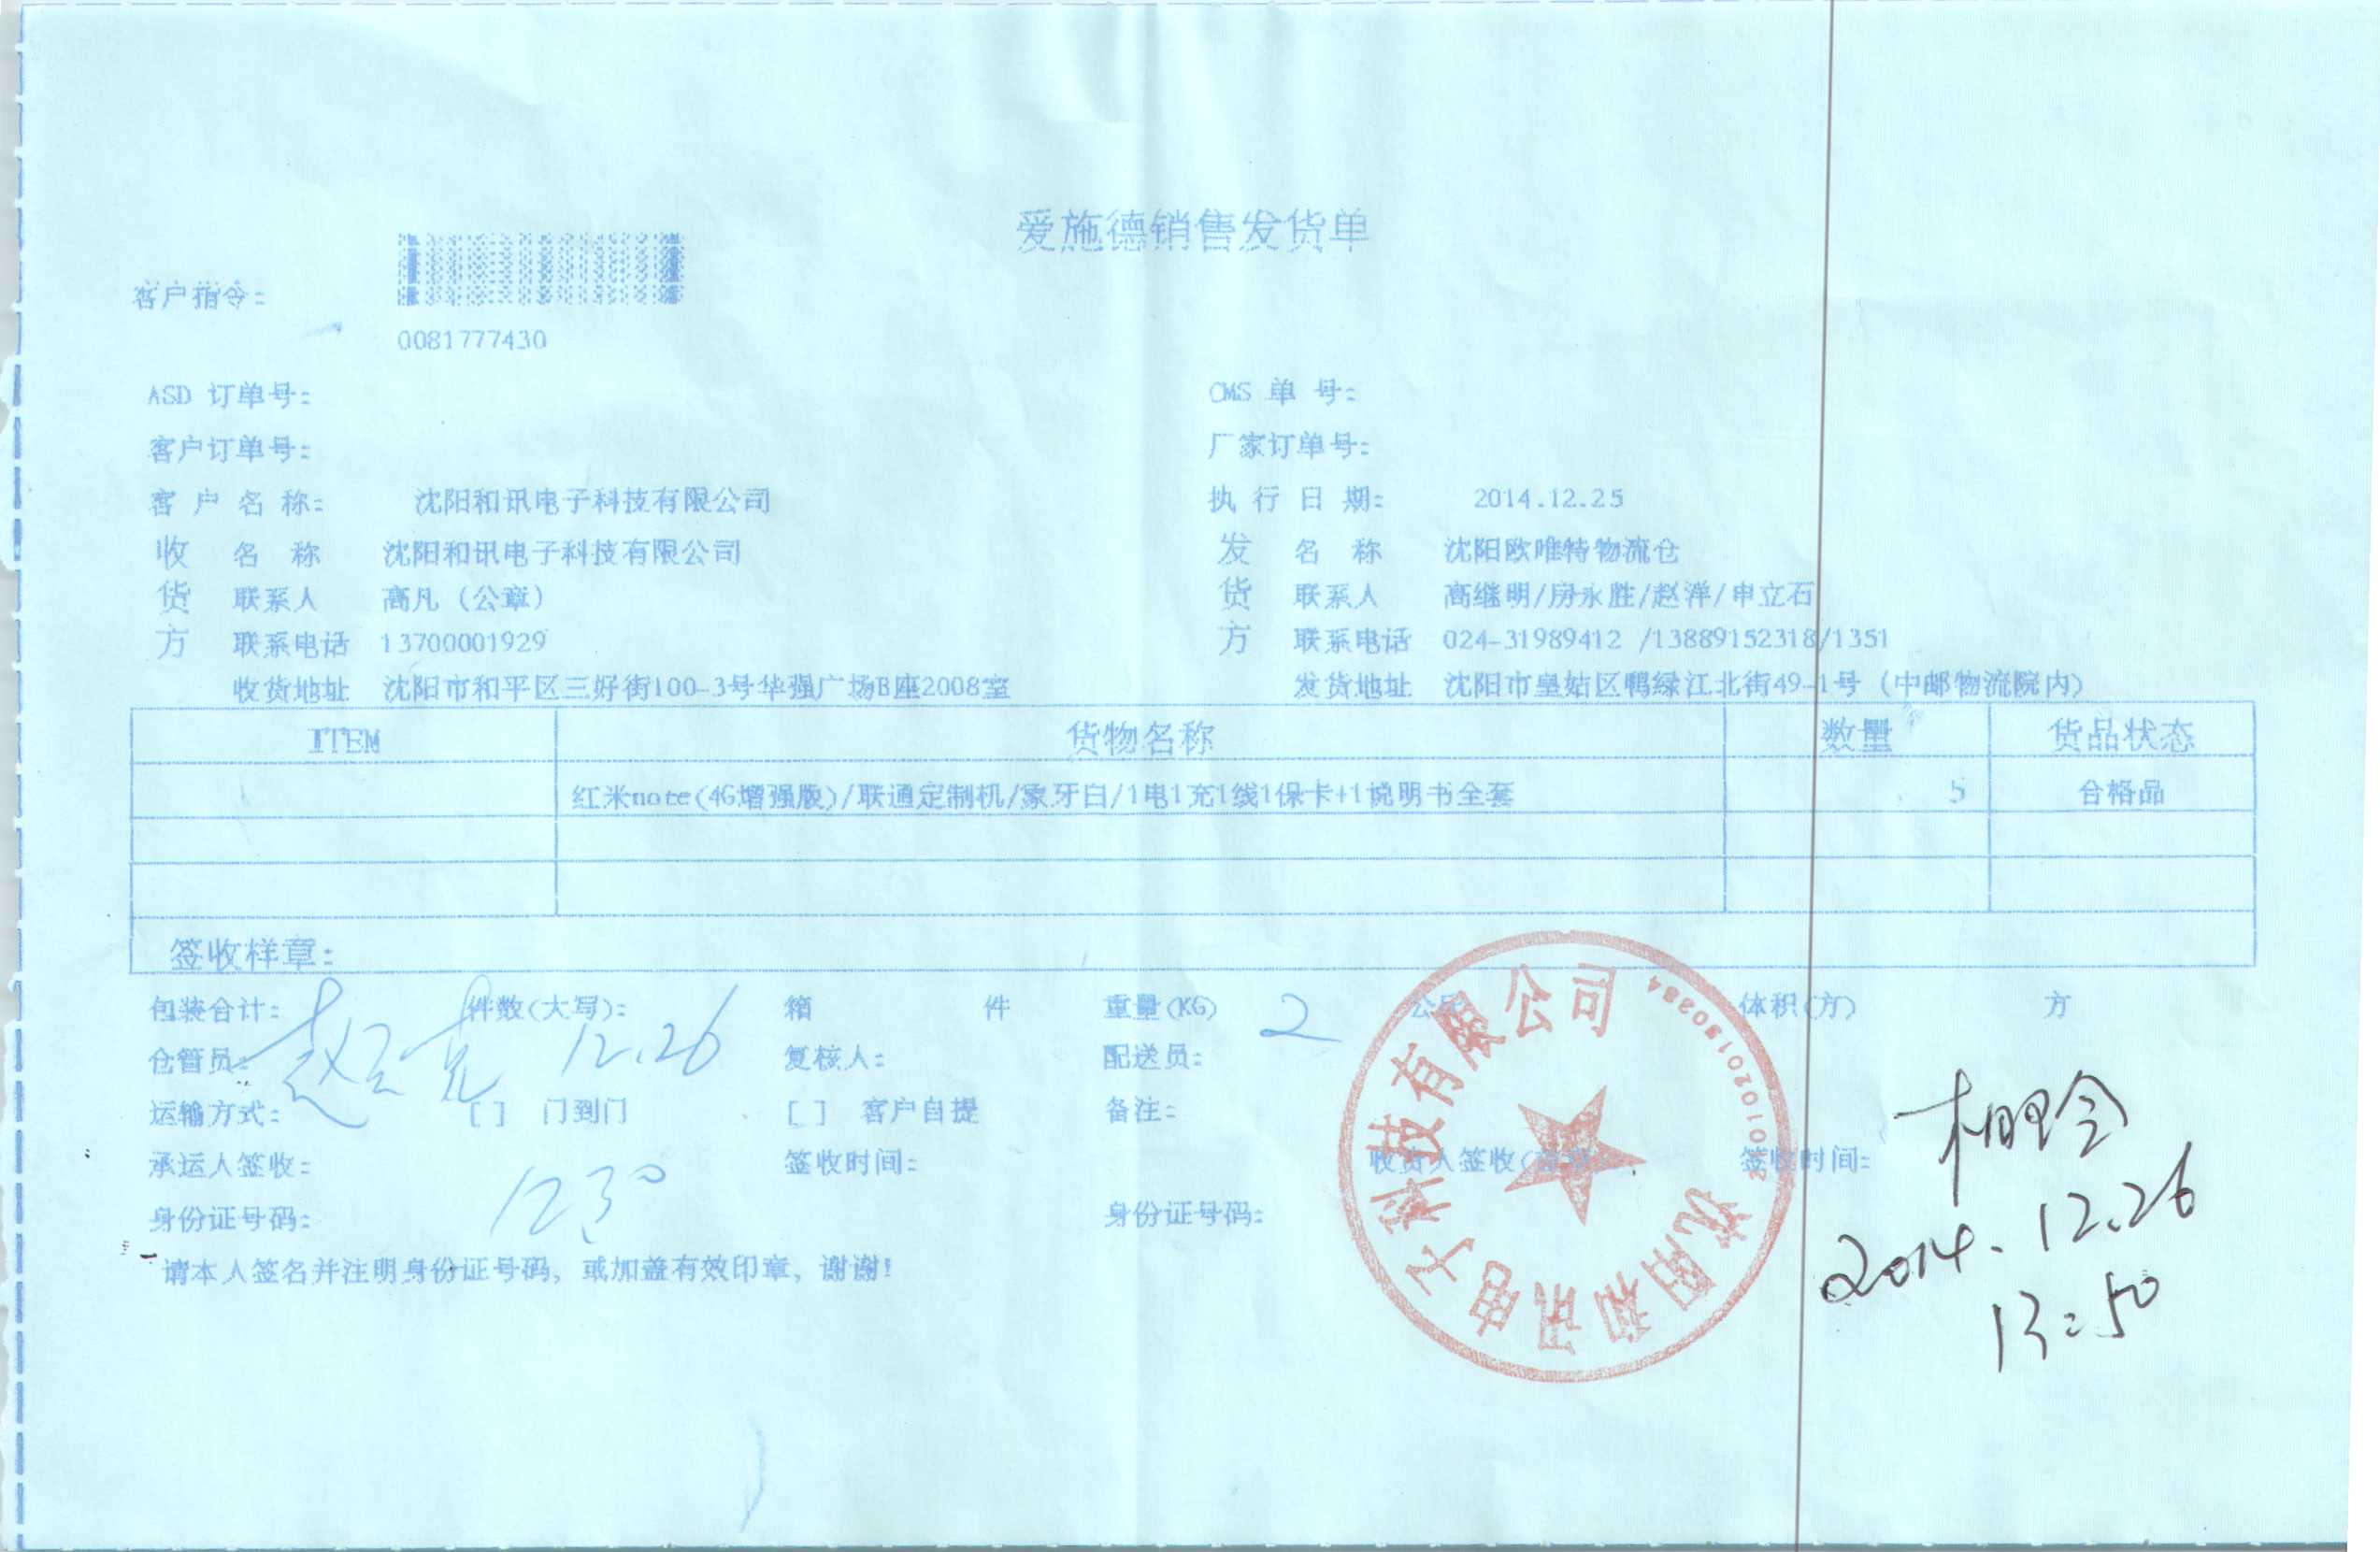 爱施德销售发货单
客户指令:
0081777430
ASD 订单号: CMS 单 号:
客户订单号: 厂家订单号:
客 户 名 称: 沈阳和讯电子科技有限公司 执 行 日 期: 2014.12.25
收 名 称 沈阳和讯电子科技有限公司 发 名 称 沈阳欧唯特物流仓
货 联系人 高凡（公章） 货 联系人 高继明/房永胜/赵洋/申立石
方 联系电话 13700001929 方 联系电话 024-31989412 /13889152318/1351
收货地址 沈阳市和平区三好街100-3号华强广场B座2008室 发货地址 沈阳市皇姑区鸭绿江北街49-1号（中邮物流院内）
ITEM 货物名称 数量 货品状态
1 红米note(4G增强版)/联通定制机/象牙白/1电1充1线1保卡+1说明书全套 5 合格品
签收样章:
包装合计: 件数(大写): 箱 件 重量(KG) 2 公斤 体积(方) 方
仓管员: 12.26 复核人: 配送员:
运输方式: [ ] 门到门 [ ] 客户自提 备注:
承运人签收: 签收时间: 收货人签收 签收时间:
身份证号码: 1230 身份证号码:
请本人签名并注明身份证号码，或加盖有效印章，谢谢！
沈阳和讯电子科技有限公司
2014.12.26
13:50